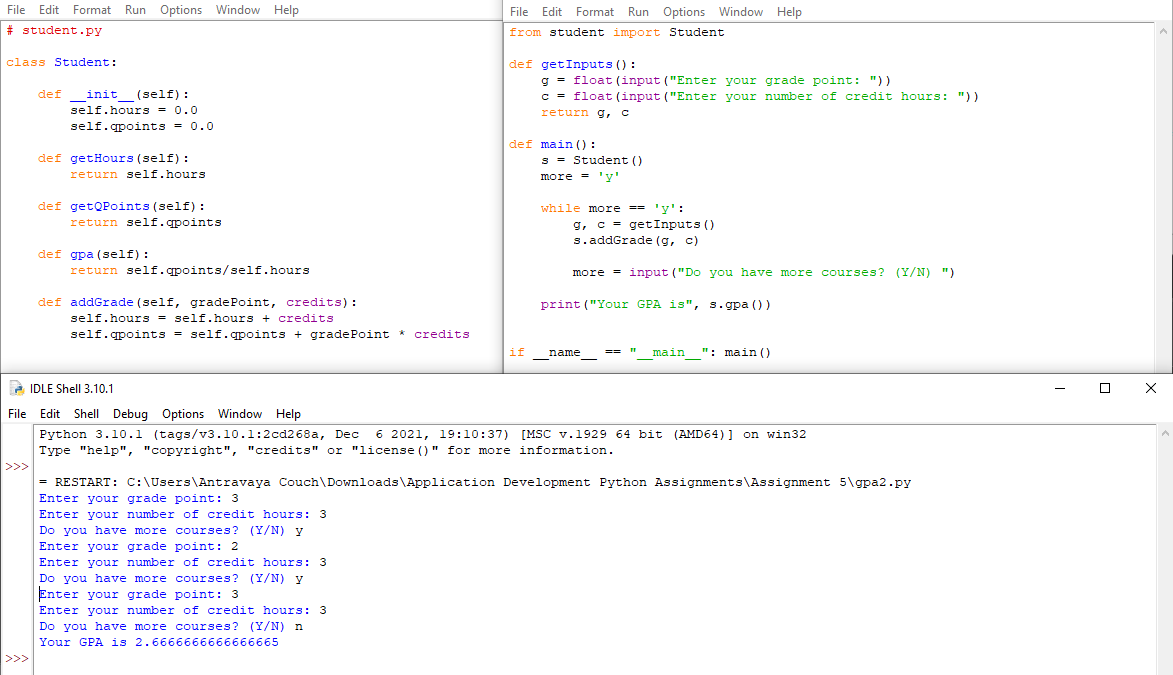 File Edit Format Run Options Window Help
# student.py
class Student:
    def __init__(self):
        self.hours = 0.0
        self.qpoints = 0.0
    def getHours(self):
        return self.hours
    def getQPoints(self):
        return self.qpoints
    def gpa(self):
        return self.qpoints/self.hours
    def addGrade(self, gradePoint, credits):
        self.hours = self.hours + credits
        self.qpoints = self.qpoints + gradePoint * credits
File Edit Format Run Options Window Help
from student import Student
def getInputs():
    g = float(input("Enter your grade point: "))
    c = float(input("Enter your number of credit hours: "))
    return g, c
def main():
    s = Student()
    more = 'y'
    while more == 'y':
        g, c = getInputs()
        s.addGrade(g, c)
        more = input("Do you have more courses? (Y/N) ")
    print("Your GPA is", s.gpa())
if __name__ == "__main__": main()
IDLE Shell 3.10.1
File Edit Shell Debug Options Window Help
Python 3.10.1 (tags/v3.10.1:2cd268a, Dec  6 2021, 19:10:37) [MSC v.1929 64 bit (AMD64)] on win32
Type "help", "copyright", "credits" or "license()" for more information.
>>>
= RESTART: C:\Users\Antravaya Couch\Downloads\Application Development Python Assignments\Assignment 5\gpa2.py
Enter your grade point: 3
Enter your number of credit hours: 3
Do you have more courses? (Y/N) y
Enter your grade point: 2
Enter your number of credit hours: 3
Do you have more courses? (Y/N) y
Enter your grade point: 3
Enter your number of credit hours: 3
Do you have more courses? (Y/N) n
Your GPA is 2.6666666666666665
>>>